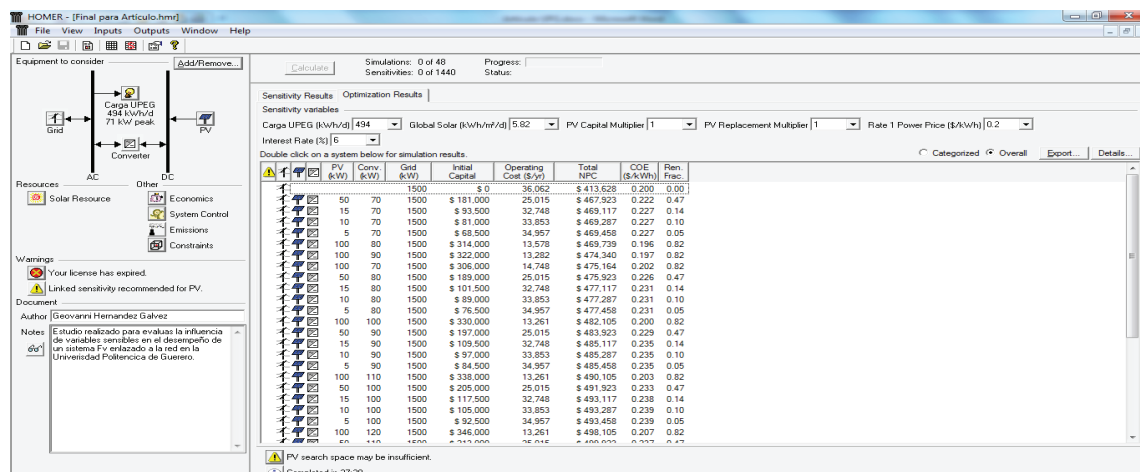 HOMER - [Final para Artículo.hmr]
File View Inputs Outputs Window Help
Equipment to consider Add/Remove...
Carga UPEG
494 kWh/d
71 kW peak
Grid PV
Converter
AC DC
Resources Other
Solar Resource Economics
System Control
Emissions
Constraints
Warnings
Your license has expired.
Linked sensitivity recommended for PV.
Document
Author Geovanni Hernandez Galvez
Notes Estudio realizado para evaluas la influencia
de variables sensibles en el desempeño de
un sistema Fv enlazado a la red en la
Univerisdad Politencica de Guerero.
Calculate Simulations: 0 of 48 Progress:
Sensitivities: 0 of 1440 Status:
Sensitivity Results Optimization Results
Sensitivity variables
Carga UPEG (kWh/d) 494 Global Solar (kWh/m²/d) 5.82 PV Capital Multiplier 1 PV Replacement Multiplier 1 Rate 1 Power Price ($/kWh) 0.2
Interest Rate (%) 6
Double click on a system below for simulation results. Categorized Overall Export... Details...
PV (kW) Conv. (kW) Grid (kW) Initial Capital Operating Cost ($/yr) Total NPC COE ($/kWh) Ren. Frac.
1500 $ 0 36,062 $ 413,628 0.200 0.00
50 70 1500 $ 181,000 25,015 $ 467,923 0.222 0.47
15 70 1500 $ 93,500 32,748 $ 469,117 0.227 0.14
10 70 1500 $ 81,000 33,853 $ 469,287 0.227 0.10
5 70 1500 $ 68,500 34,957 $ 469,458 0.227 0.05
100 80 1500 $ 314,000 13,578 $ 469,739 0.196 0.82
100 90 1500 $ 322,000 13,282 $ 474,340 0.197 0.82
100 70 1500 $ 306,000 14,748 $ 475,164 0.202 0.82
50 80 1500 $ 189,000 25,015 $ 475,923 0.226 0.47
15 80 1500 $ 101,500 32,748 $ 477,117 0.231 0.14
10 80 1500 $ 89,000 33,853 $ 477,287 0.231 0.10
5 80 1500 $ 76,500 34,957 $ 477,458 0.231 0.05
100 100 1500 $ 330,000 13,261 $ 482,105 0.200 0.82
50 90 1500 $ 197,000 25,015 $ 483,923 0.229 0.47
15 90 1500 $ 109,500 32,748 $ 485,117 0.235 0.14
10 90 1500 $ 97,000 33,853 $ 485,287 0.235 0.10
5 90 1500 $ 84,500 34,957 $ 485,458 0.235 0.05
100 110 1500 $ 338,000 13,261 $ 490,105 0.203 0.82
50 100 1500 $ 205,000 25,015 $ 491,923 0.233 0.47
15 100 1500 $ 117,500 32,748 $ 493,117 0.238 0.14
10 100 1500 $ 105,000 33,853 $ 493,287 0.239 0.10
5 100 1500 $ 92,500 34,957 $ 493,458 0.239 0.05
100 120 1500 $ 346,000 13,261 $ 498,105 0.207 0.82
50 110 1500 $ 213,000 25,015 $ 499,923 0.237 0.47
PV search space may be insufficient.